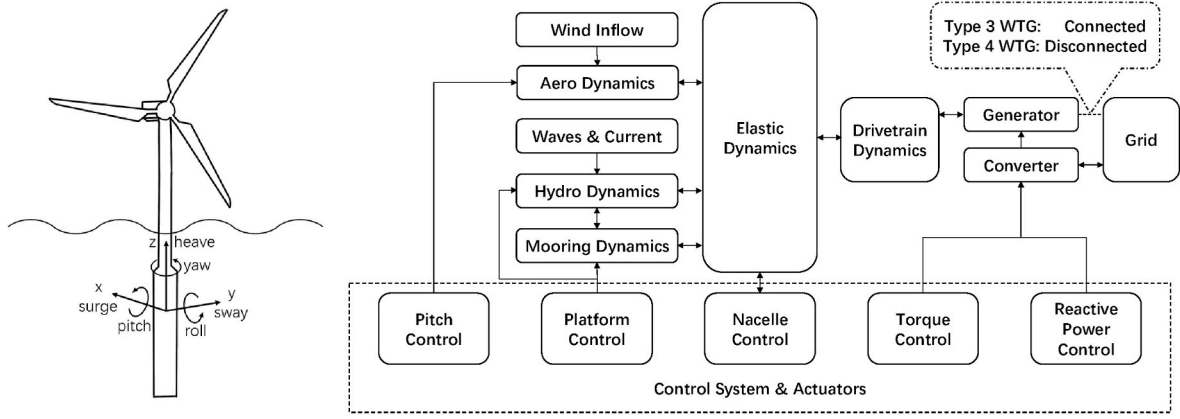 z heave
yaw
x
surge
pitch
y
sway
roll
Wind Inflow
Aero Dynamics
Waves & Current
Hydro Dynamics
Mooring Dynamics
Elastic
Dynamics
Drivetrain
Dynamics
Type 3 WTG: Connected
Type 4 WTG: Disconnected
Generator
Converter
Grid
Pitch
Control
Platform
Control
Nacelle
Control
Torque
Control
Reactive
Power
Control
Control System & Actuators